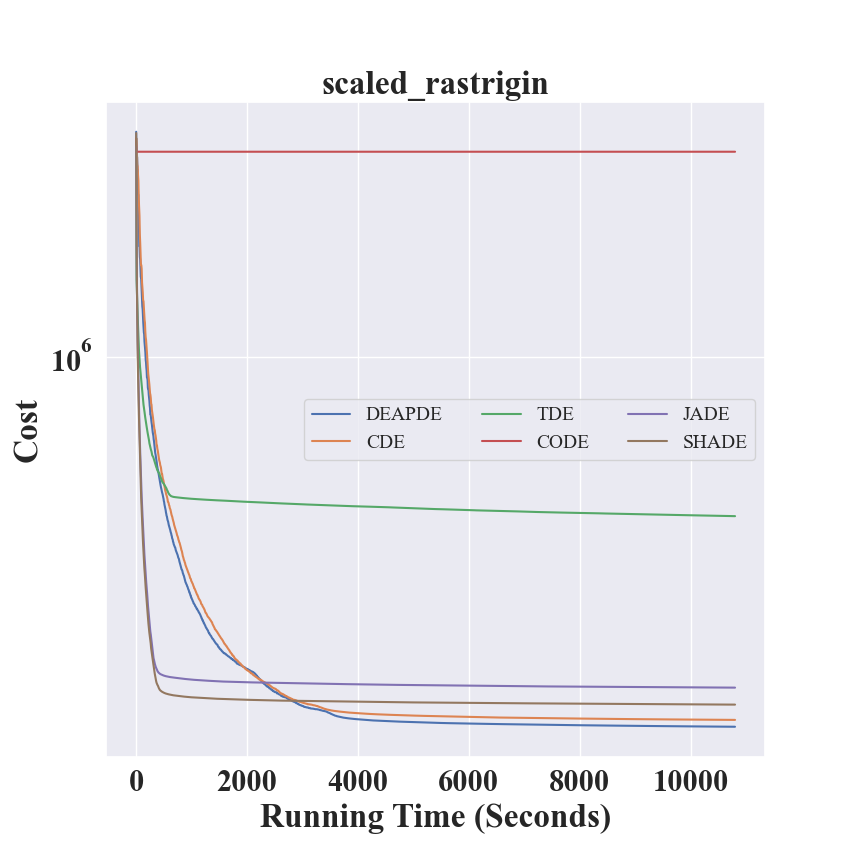 scaled_rastrigin
Cost
10^6
DEAPDE TDE JADE
CDE CODE SHADE
0 2000 4000 6000 8000 10000
Running Time (Seconds)